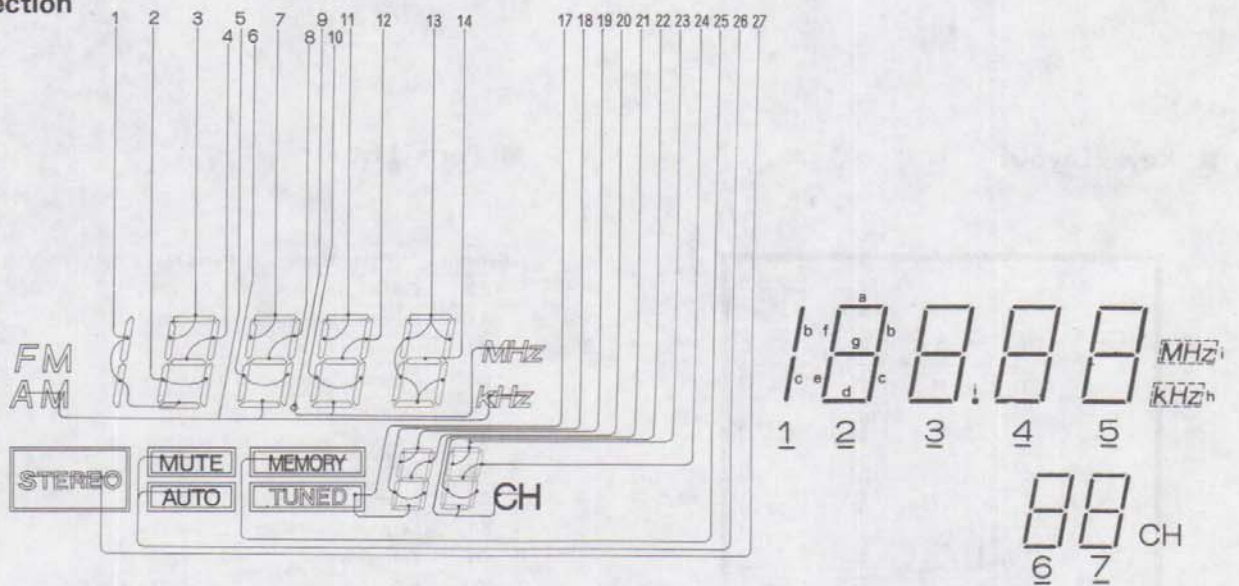 ection
1 2 3 5 7 9 11 12 13 14 17 18 19 20 21 22 23 24 25 26 27
4 6 8 10
a
b f b
g
c e c
d
i
FM MHz
AM kHz
MHz i
kHz h
1 2 3 4 5
STEREO MUTE MEMORY
AUTO TUNED CH
CH
6 7